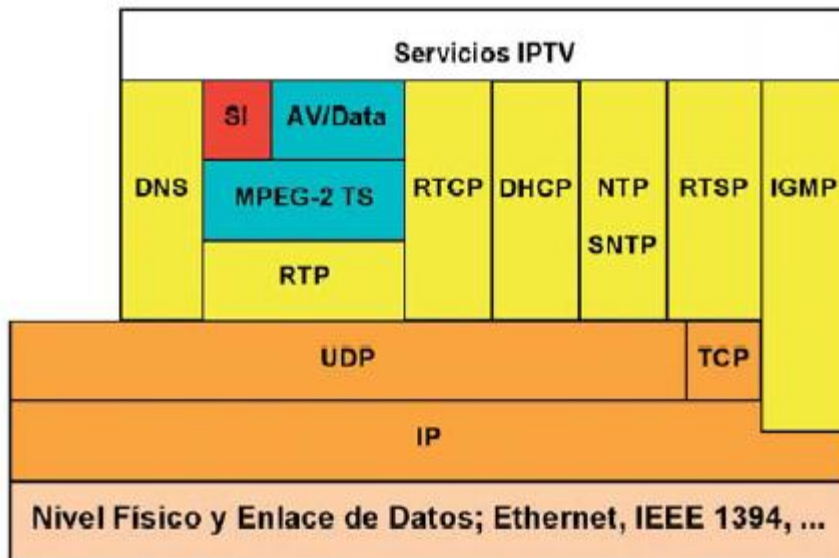 Servicios IPTV
SI AV/Data
DNS MPEG-2 TS RTCP DHCP NTP RTSP IGMP
SNTP
RTP
UDP TCP
IP
Nivel Físico y Enlace de Datos; Ethernet, IEEE 1394, ...